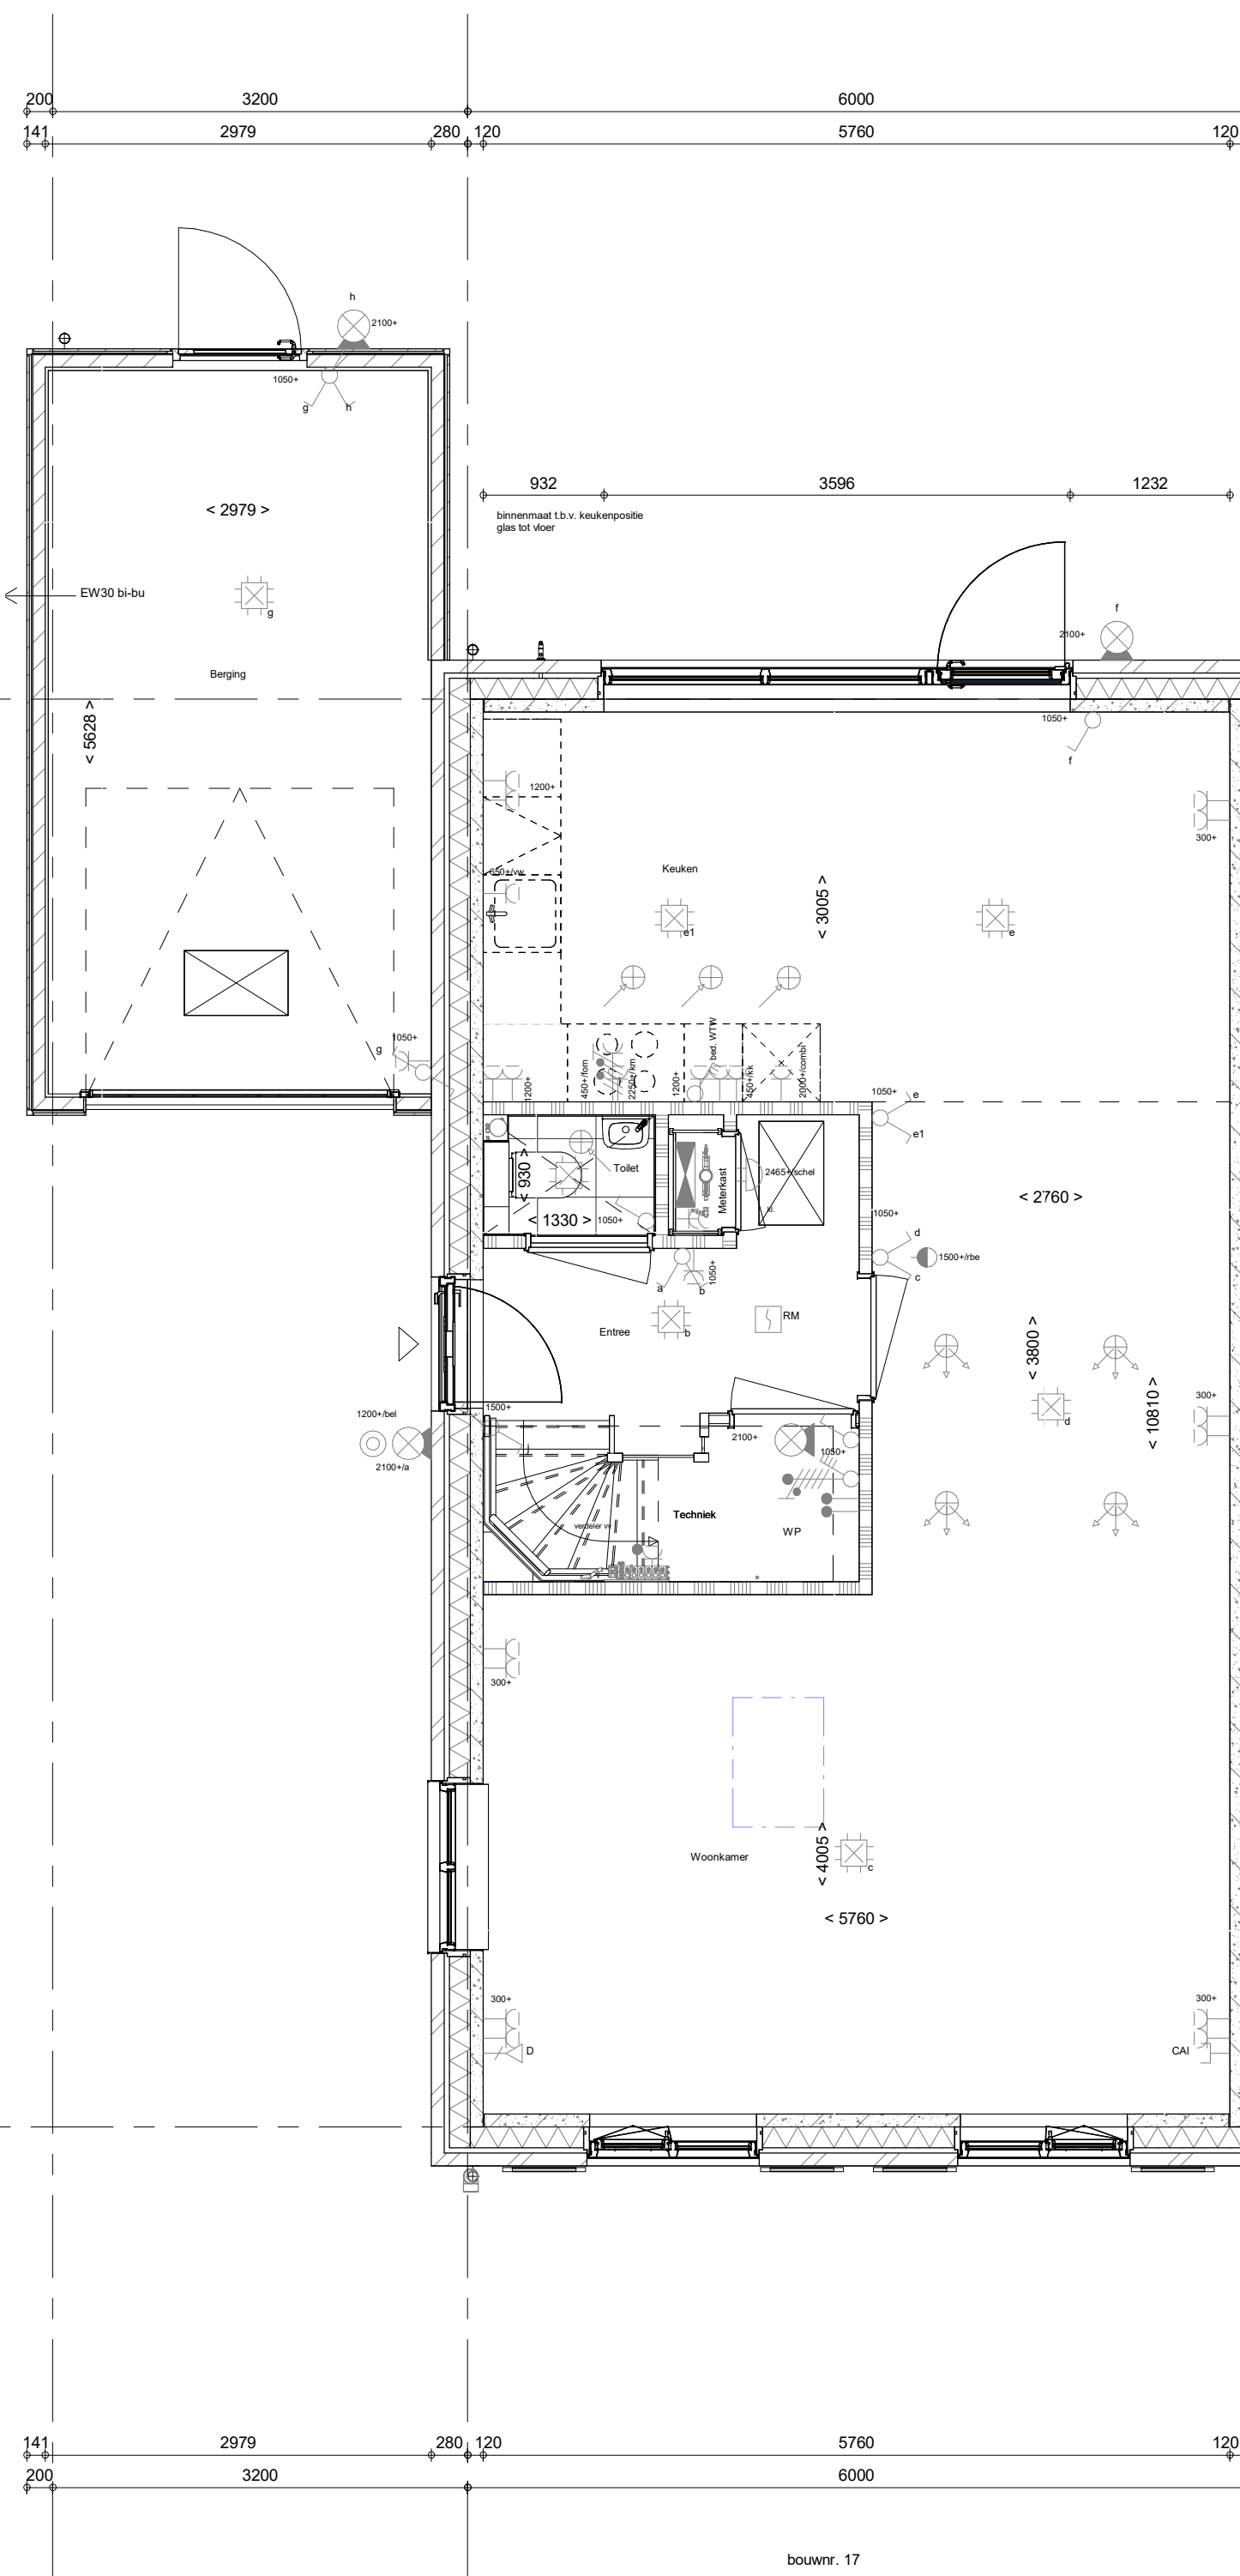 200
3200
6000
141
2979
280
120
5760
120
h
2100+
1050+
g
h
932
3596
1232
binnenmaat t.b.v. keukenpositie
glas tot vloer
< 2979 >
EW30 bi-bu
g
f
2100+
Berging
< 5628 >
1050+
f
1200+
300+
650+/vw
Keuken
< 3005 >
e1
e
1050+
g
1200+
450+/forn
2250+/km
1200+
bed. WTW
450+/kk
2000+/combi
1050+
e
e1
< 930 >
Toilet
Meterkast
2465+/schel
< 2760 >
< 1330 >
1050+
1050+
d
c
1500+/rbe
a
b
1050+
Entree
b
RM
< 3800 >
< 10810 >
d
300+
1200+/bel
2100+/a
1500+
2100+
1050+
Techniek
verdeler vv
WP
300+
Woonkamer
< 4005 >
c
< 5760 >
300+
D
300+
CAI
141
2979
280
120
5760
120
200
3200
6000
bouwnr. 17